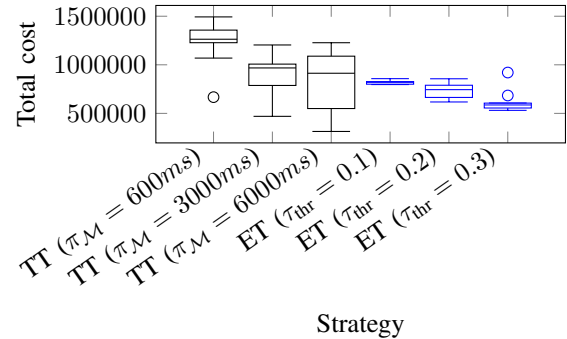 1500000
1000000
500000
Total cost
TT (π_ℳ = 600ms)
TT (π_ℳ = 3000ms)
TT (π_ℳ = 6000ms)
ET (τ_thr = 0.1)
ET (τ_thr = 0.2)
ET (τ_thr = 0.3)
Strategy